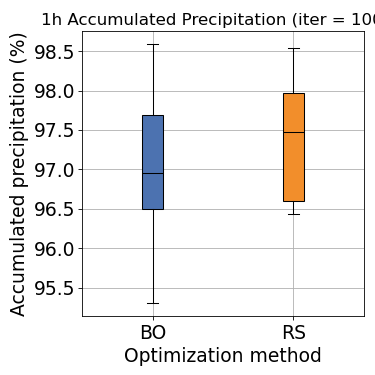 1h Accumulated Precipitation (iter = 100
Accumulated precipitation (%)
98.5
98.0
97.5
97.0
96.5
96.0
95.5
BO
RS
Optimization method